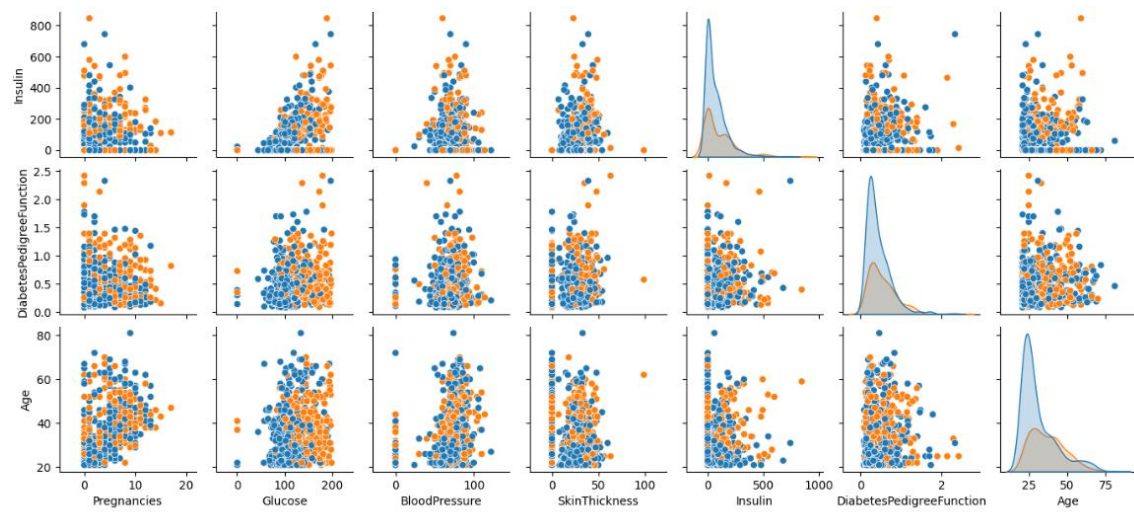 800
600
400
200
0
Insulin
2.5
2.0
1.5
1.0
0.5
0.0
DiabetesPedigreeFunction
80
60
40
20
Age
0 10 20
Pregnancies
0 100 200
Glucose
0 100
BloodPressure
0 50 100
SkinThickness
0 500 1000
Insulin
0 2
DiabetesPedigreeFunction
25 50 75
Age